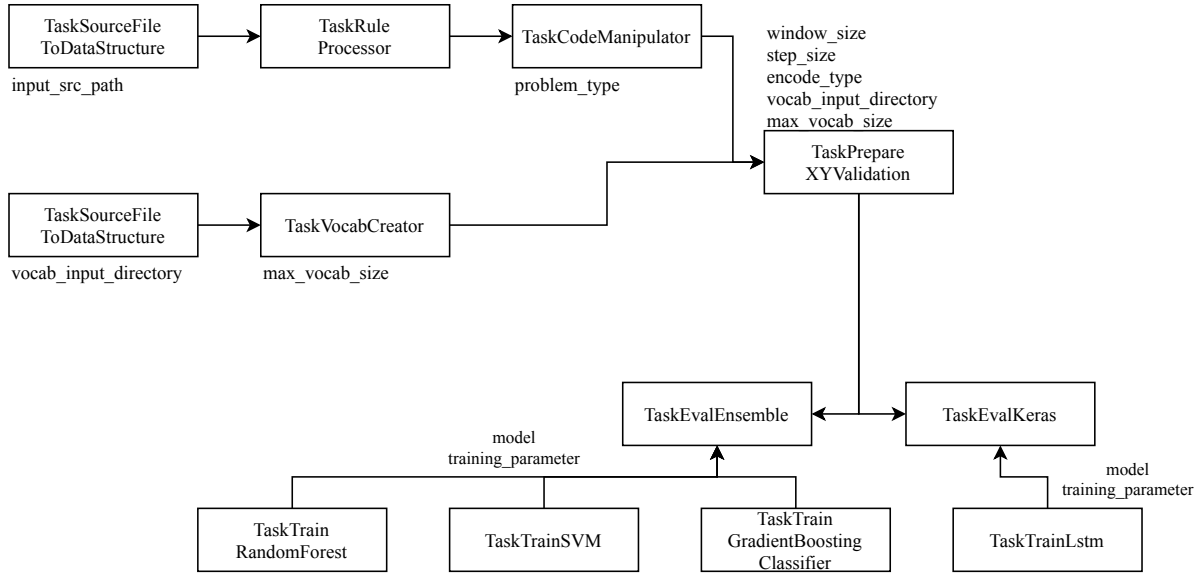 TaskSourceFile
ToDataStructure
input_src_path
TaskRule
Processor
TaskCodeManipulator
problem_type
window_size
step_size
encode_type
vocab_input_directory
max_vocab_size
TaskPrepare
XYValidation
TaskSourceFile
ToDataStructure
vocab_input_directory
TaskVocabCreator
max_vocab_size
TaskEvalEnsemble
TaskEvalKeras
model
training_parameter
model
training_parameter
TaskTrain
RandomForest
TaskTrainSVM
TaskTrain
GradientBoosting
Classifier
TaskTrainLstm